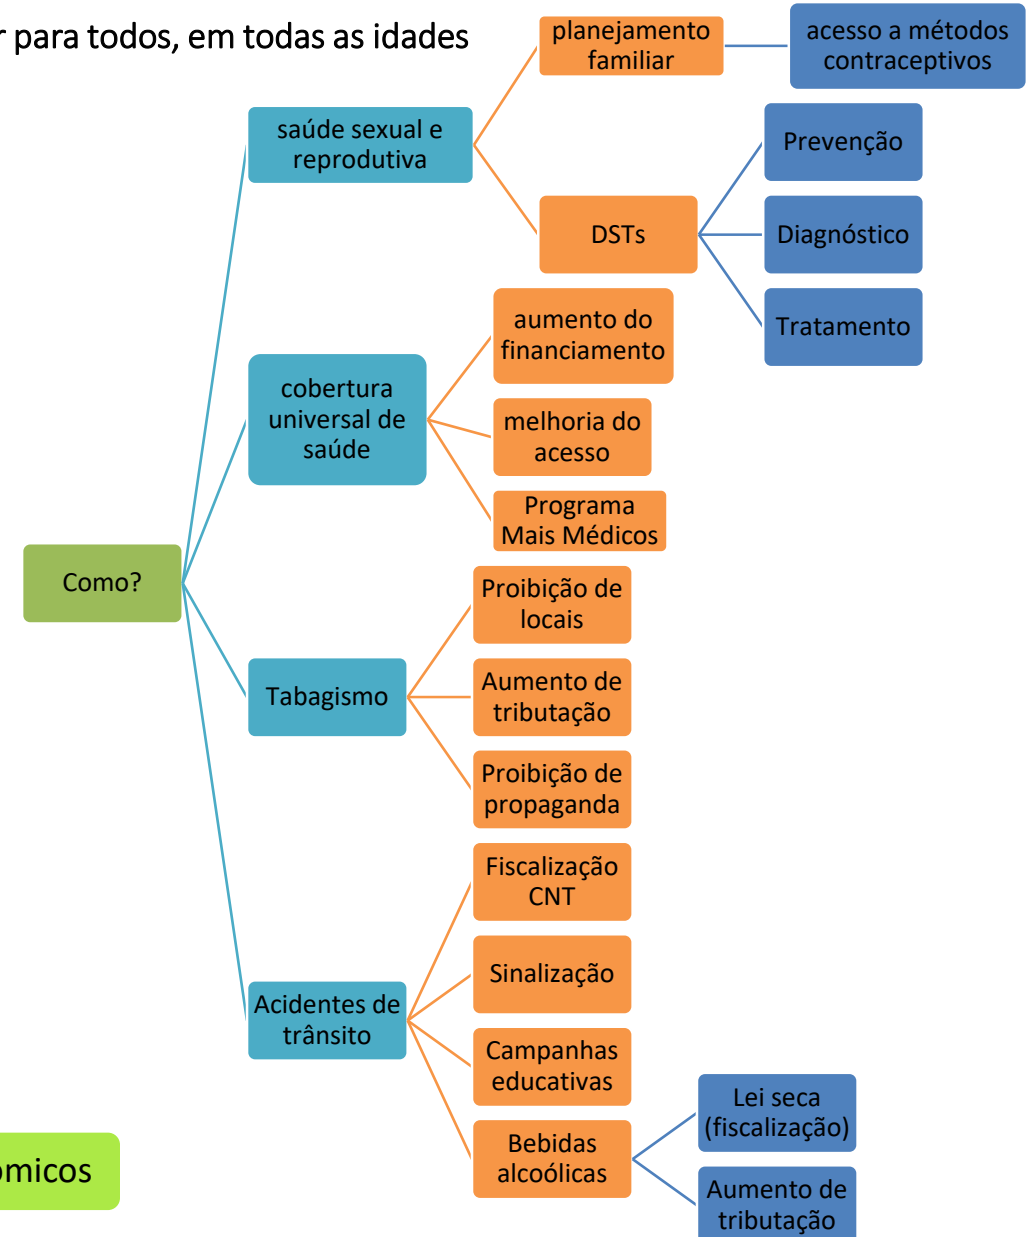 r para todos, em todas as idades
planejamento
familiar
acesso a métodos
contraceptivos
saúde sexual e
reprodutiva
Prevenção
DSTs
Diagnóstico
Tratamento
aumento do
financiamento
cobertura
universal de
saúde
melhoria do
acesso
Programa
Mais Médicos
Como?
Proibição de
locais
Tabagismo
Aumento de
tributação
Proibição de
propaganda
Fiscalização
CNT
Sinalização
Acidentes de
trânsito
Campanhas
educativas
Bebidas
alcoólicas
Lei seca
(fiscalização)
Aumento de
tributação
ômicos